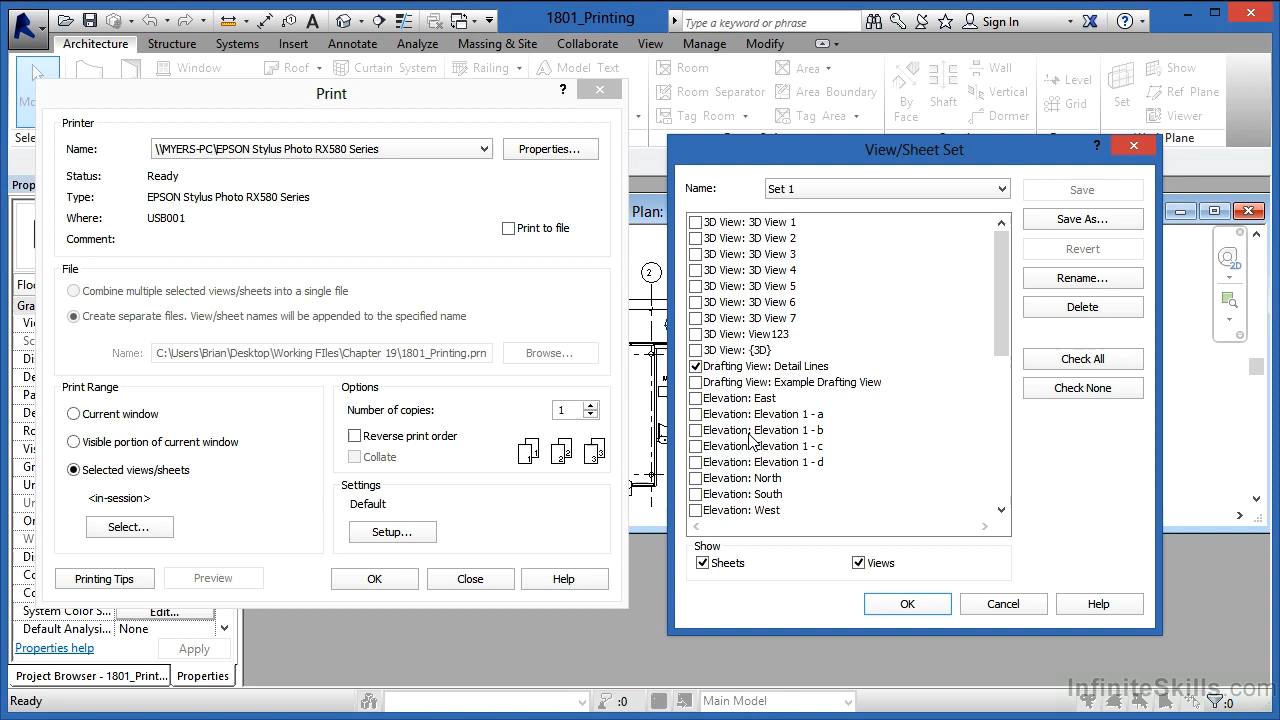 1801_Printing
Type a keyword or phrase
Sign In
Architecture Structure Systems Insert Annotate Analyze Massing & Site Collaborate View Manage Modify
Window
Roof
Curtain System
Railing
Model Text
Room
Area
Wall
Level
Show
Room Separator
Area Boundary
By Face
Shaft
Vertical
Set
Ref Plane
Grid
Tag Room
Tag Area
Dormer
Viewer
Plane
Print
Printer
Name:
\\MYERS-PC\EPSON Stylus Photo RX580 Series
Properties...
Status:
Ready
Type:
EPSON Stylus Photo RX580 Series
Where:
USB001
Comment:
Print to file
File
Combine multiple selected views/sheets into a single file
Create separate files. View/sheet names will be appended to the specified name
Name:
C:\Users\Brian\Desktop\Working FIles\Chapter 19\1801_Printing.prn
Browse...
Print Range
Current window
Visible portion of current window
Selected views/sheets
<in-session>
Select...
Options
Number of copies:
1
Reverse print order
Collate
Settings
Default
Setup...
Printing Tips
Preview
OK
Close
Help
System Color S...
Edit...
Default Analysi...
None
Properties help
Apply
Project Browser - 1801_Print...
Properties
Plan:
2
View/Sheet Set
Name:
Set 1
3D View: 3D View 1
3D View: 3D View 2
3D View: 3D View 3
3D View: 3D View 4
3D View: 3D View 5
3D View: 3D View 6
3D View: 3D View 7
3D View: View123
3D View: {3D}
Drafting View: Detail Lines
Drafting View: Example Drafting View
Elevation: East
Elevation: Elevation 1 - a
Elevation: Elevation 1 - b
Elevation: Elevation 1 - c
Elevation: Elevation 1 - d
Elevation: North
Elevation: South
Elevation: West
Save
Save As...
Revert
Rename...
Delete
Check All
Check None
Show
Sheets
Views
OK
Cancel
Help
2D
Ready
:0
Main Model
:0
InfiniteSkills.com